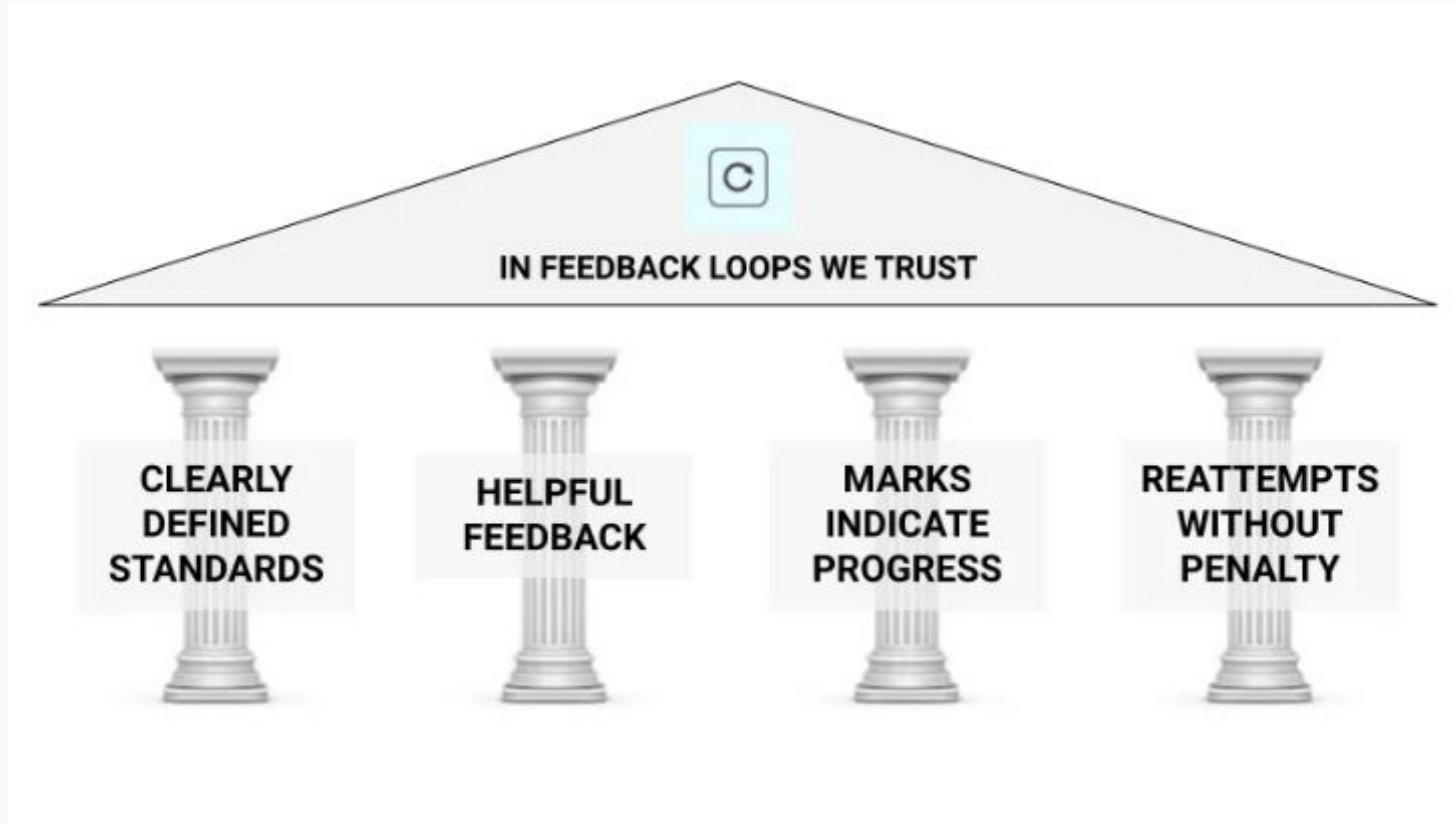 IN FEEDBACK LOOPS WE TRUST
CLEARLY
DEFINED
STANDARDS
HELPFUL
FEEDBACK
MARKS
INDICATE
PROGRESS
REATTEMPTS
WITHOUT
PENALTY